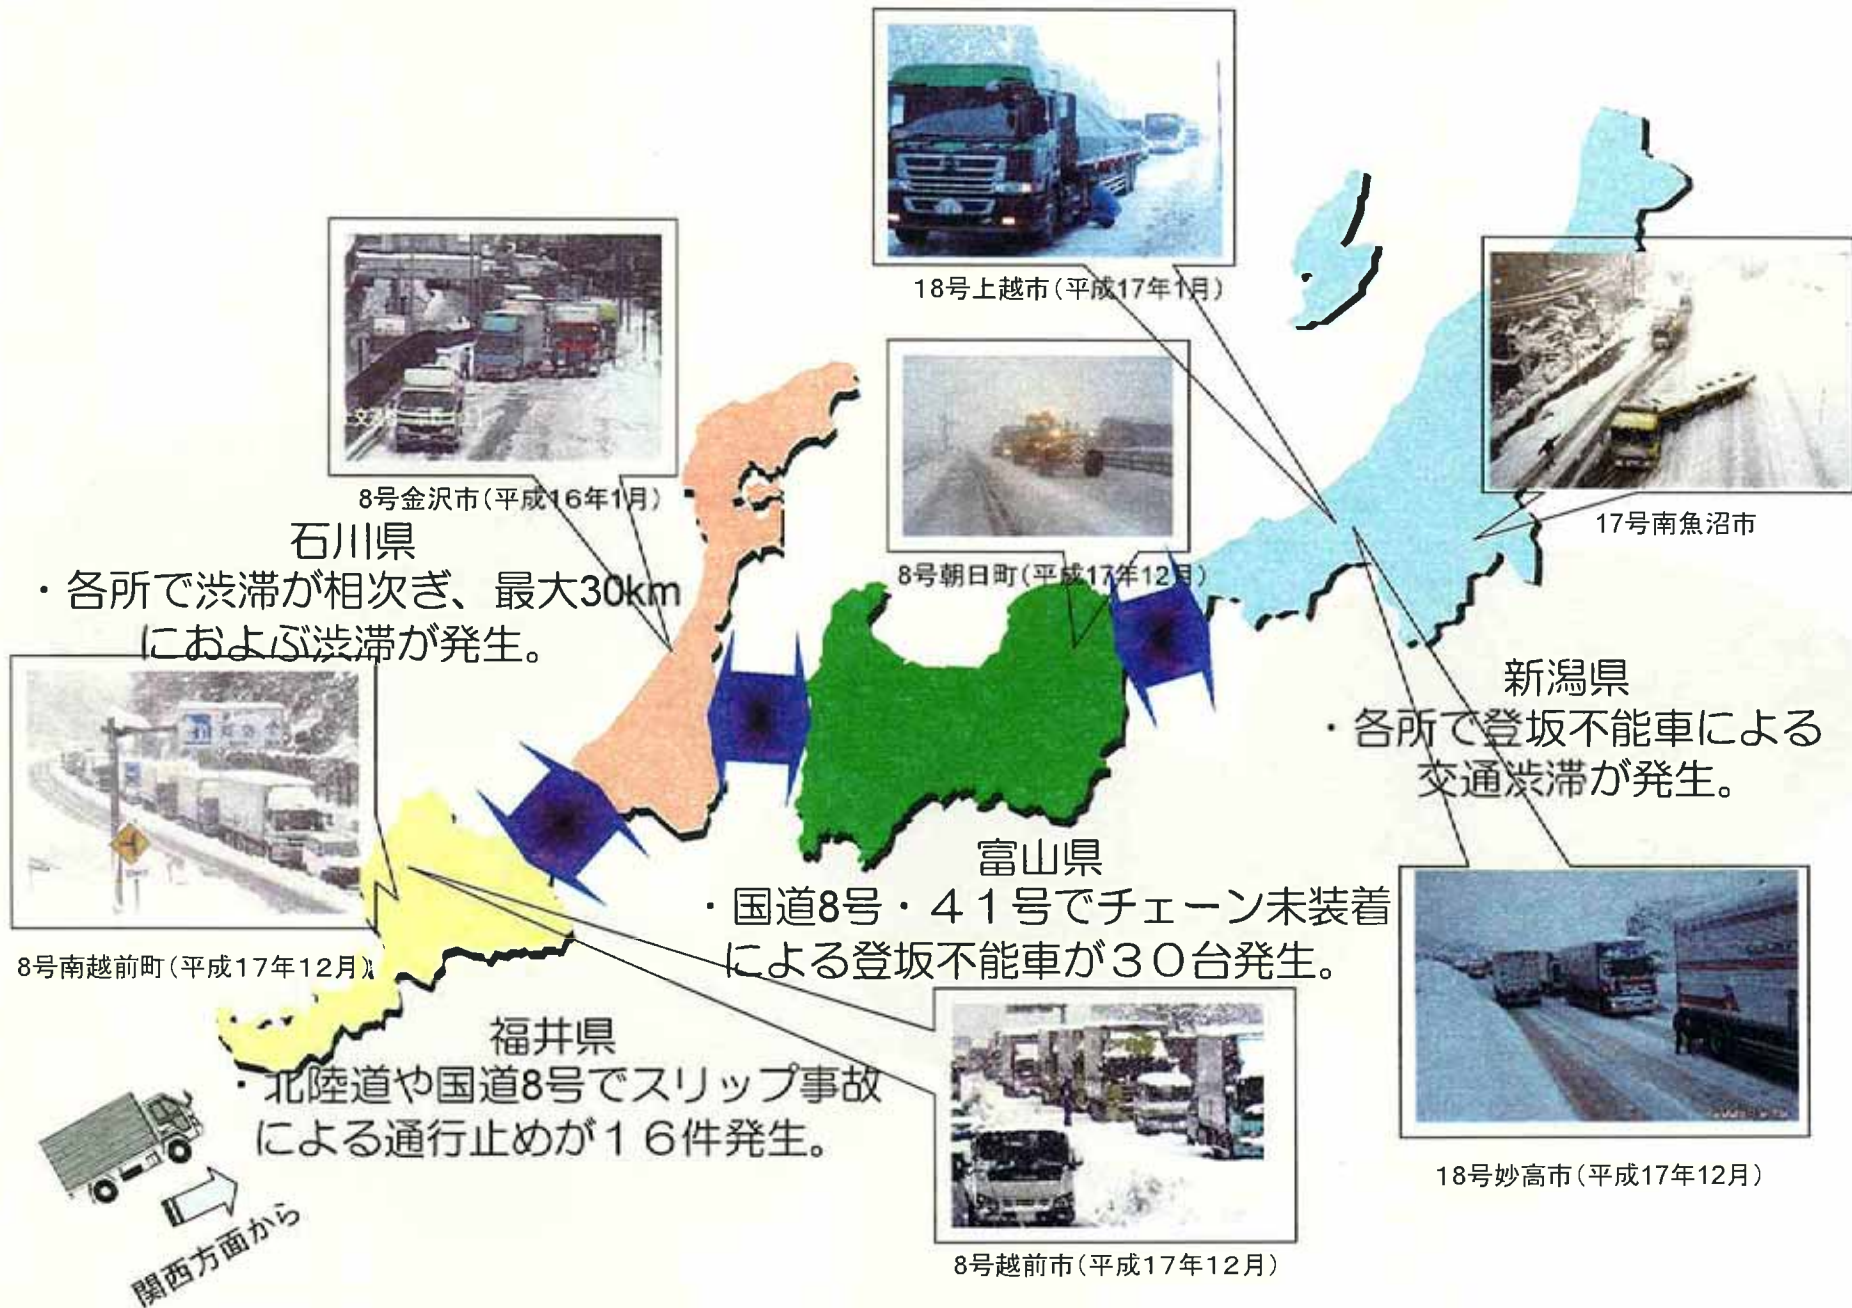 18号上越市(平成17年1月)
8号金沢市(平成16年1月)
17号南魚沼市
石川県
・各所で渋滞が相次ぎ、最大30km
におよぶ渋滞が発生。
8号朝日町(平成17年12月)
新潟県
・各所で登坂不能車による
交通渋滞が発生。
富山県
・国道8号・41号でチェーン未装着
による登坂不能車が30台発生。
8号南越前町(平成17年12月)
福井県
・北陸道や国道8号でスリップ事故
による通行止めが16件発生。
18号妙高市(平成17年12月)
関西方面から
8号越前市(平成17年12月)